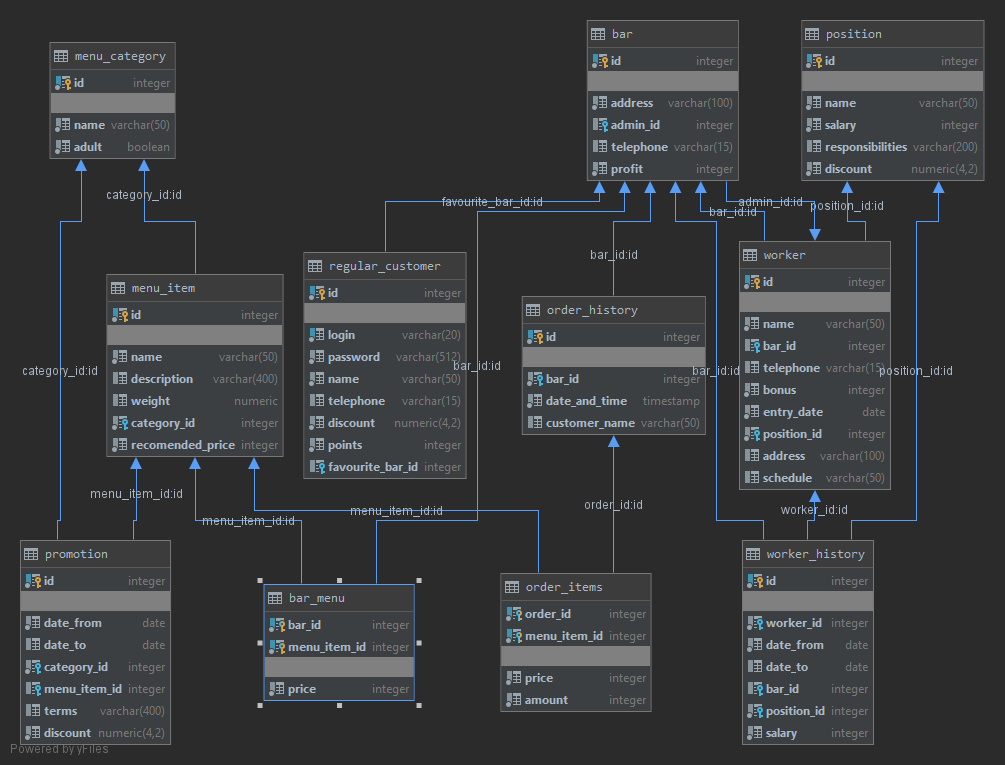 menu_category
id integer
name varchar(50)
adult boolean
bar
id integer
address varchar(100)
admin_id integer
telephone varchar(15)
profit integer
position
id integer
name varchar(50)
salary integer
responsibilities varchar(200)
discount numeric(4,2)
category_id:id
favourite_bar_id:id
bar_id:id
admin_id:id
position_id:id
menu_item
id integer
name varchar(50)
description varchar(400)
weight numeric
category_id integer
recomended_price integer
regular_customer
id integer
login varchar(20)
password varchar(512)
name varchar(50)
telephone varchar(15)
discount numeric(4,2)
points integer
favourite_bar_id integer
bar_id:id
order_history
id integer
bar_id integer
date_and_time timestamp
customer_name varchar(50)
worker
id integer
name varchar(50)
bar_id integer
telephone varchar(15)
bonus integer
entry_date date
position_id integer
address varchar(100)
schedule varchar(50)
category_id:id
bar_id:id
bar_id:id
position_id:id
menu_item_id:id
menu_item_id:id
menu_item_id:id
order_id:id
worker_id:id
promotion
id integer
date_from date
date_to date
category_id integer
menu_item_id integer
terms varchar(400)
discount numeric(4,2)
bar_menu
bar_id integer
menu_item_id integer
price integer
order_items
order_id integer
menu_item_id integer
price integer
amount integer
worker_history
id integer
worker_id integer
date_from date
date_to date
bar_id integer
position_id integer
salary integer
Powered by yFiles